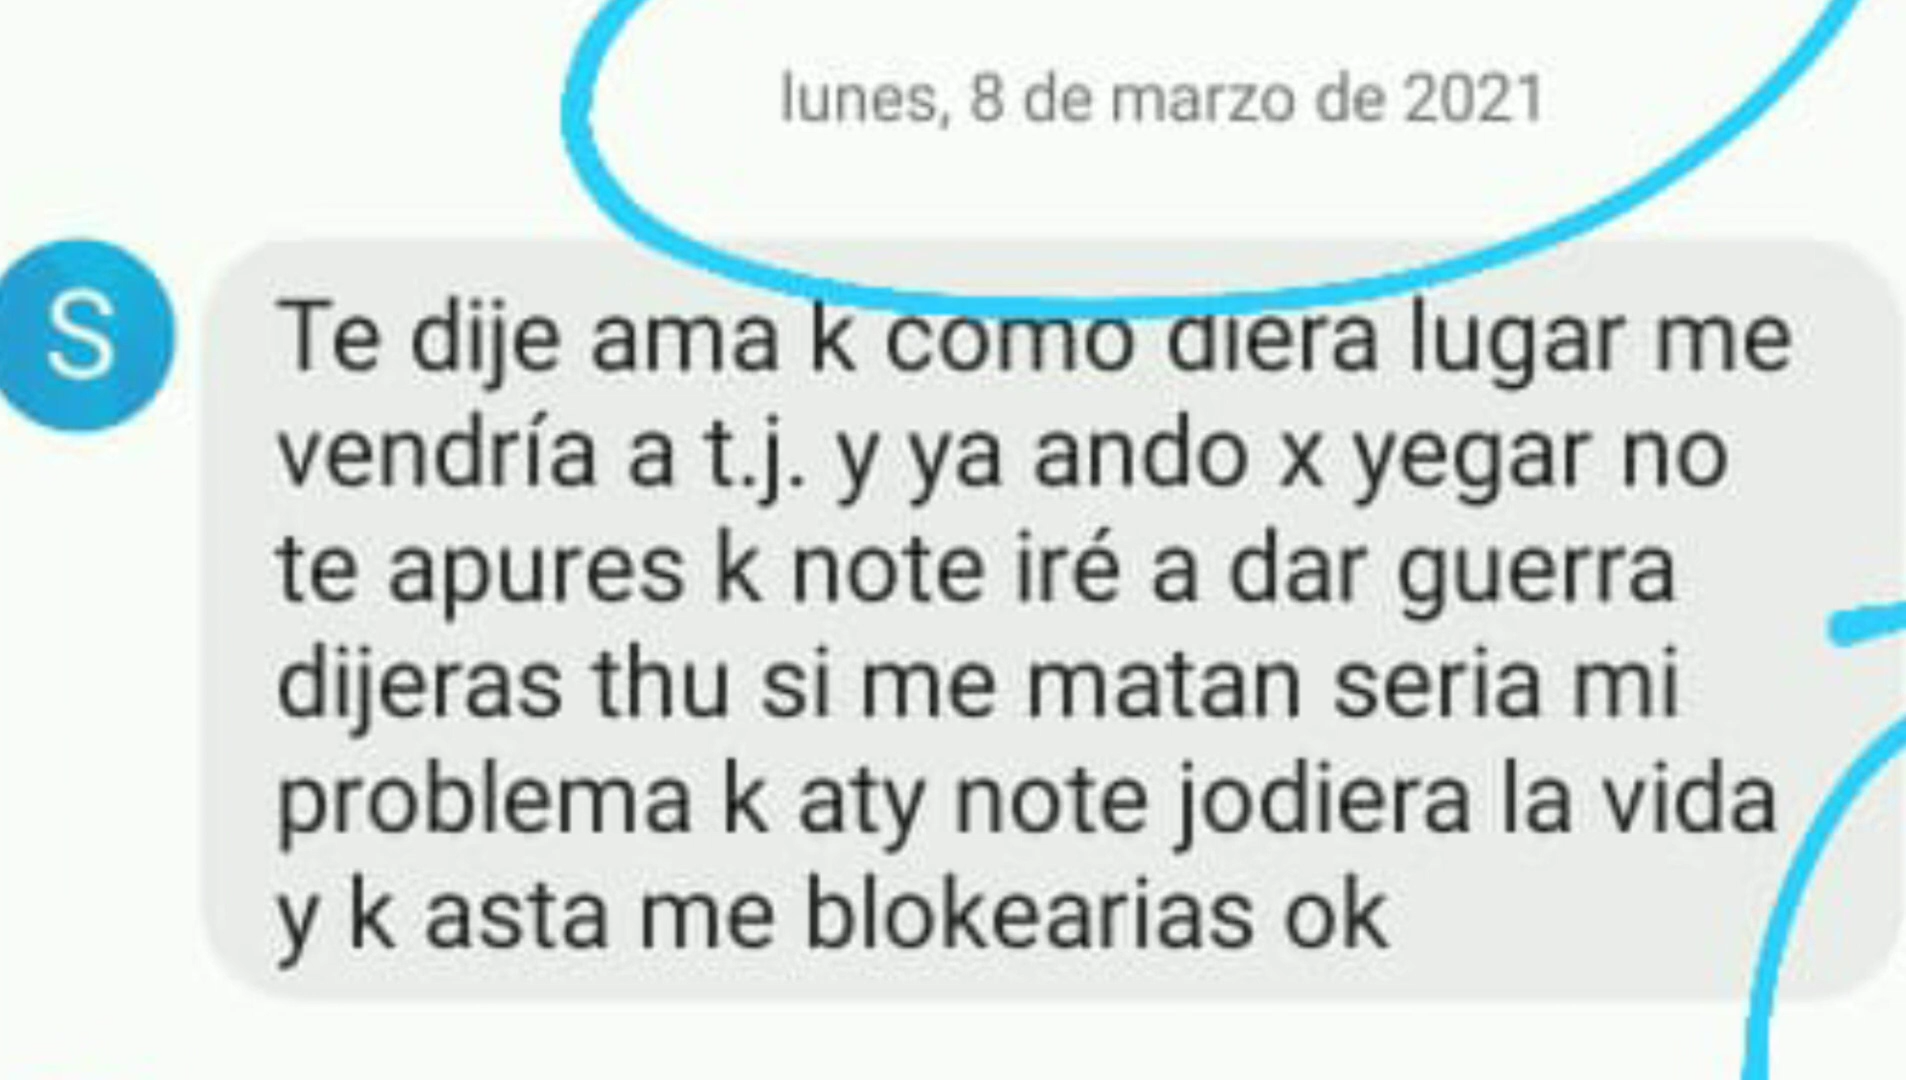 lunes, 8 de marzo de 2021
S
Te dije ama k como diera lugar me
vendría a t.j. y ya ando x yegar no
te apures k note iré a dar guerra
dijeras thu si me matan seria mi
problema k aty note jodiera la vida
y k asta me blokearias ok